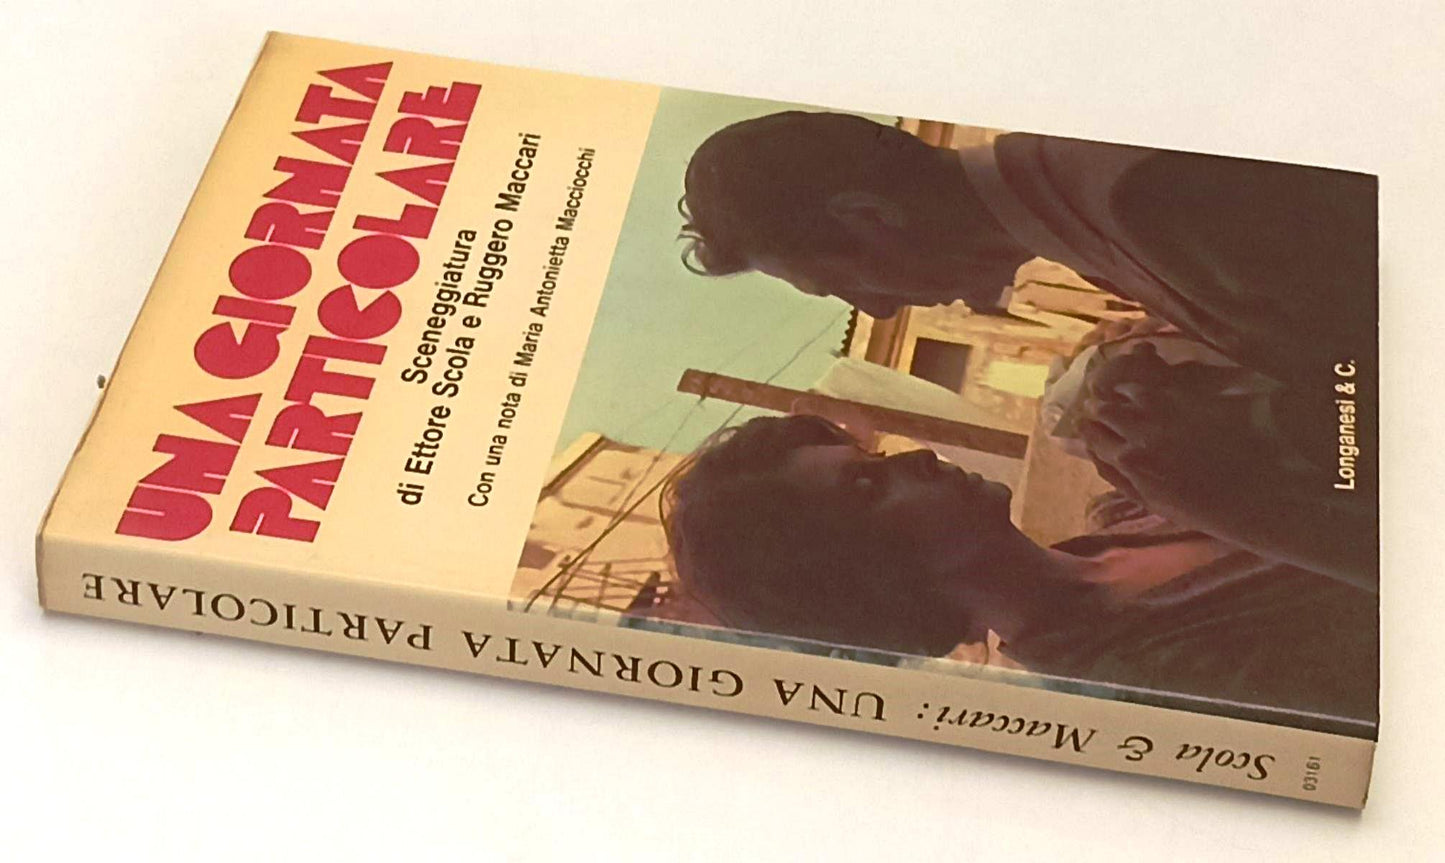 UNA GIORNATA
PARTICOLARE
Sceneggiatura
di Ettore Scola e Ruggero Maccari
Con una nota di Maria Antonietta Macciocchi
Longanesi & C.
Scola & Maccari: UNA GIORNATA PARTICOLARE
03161